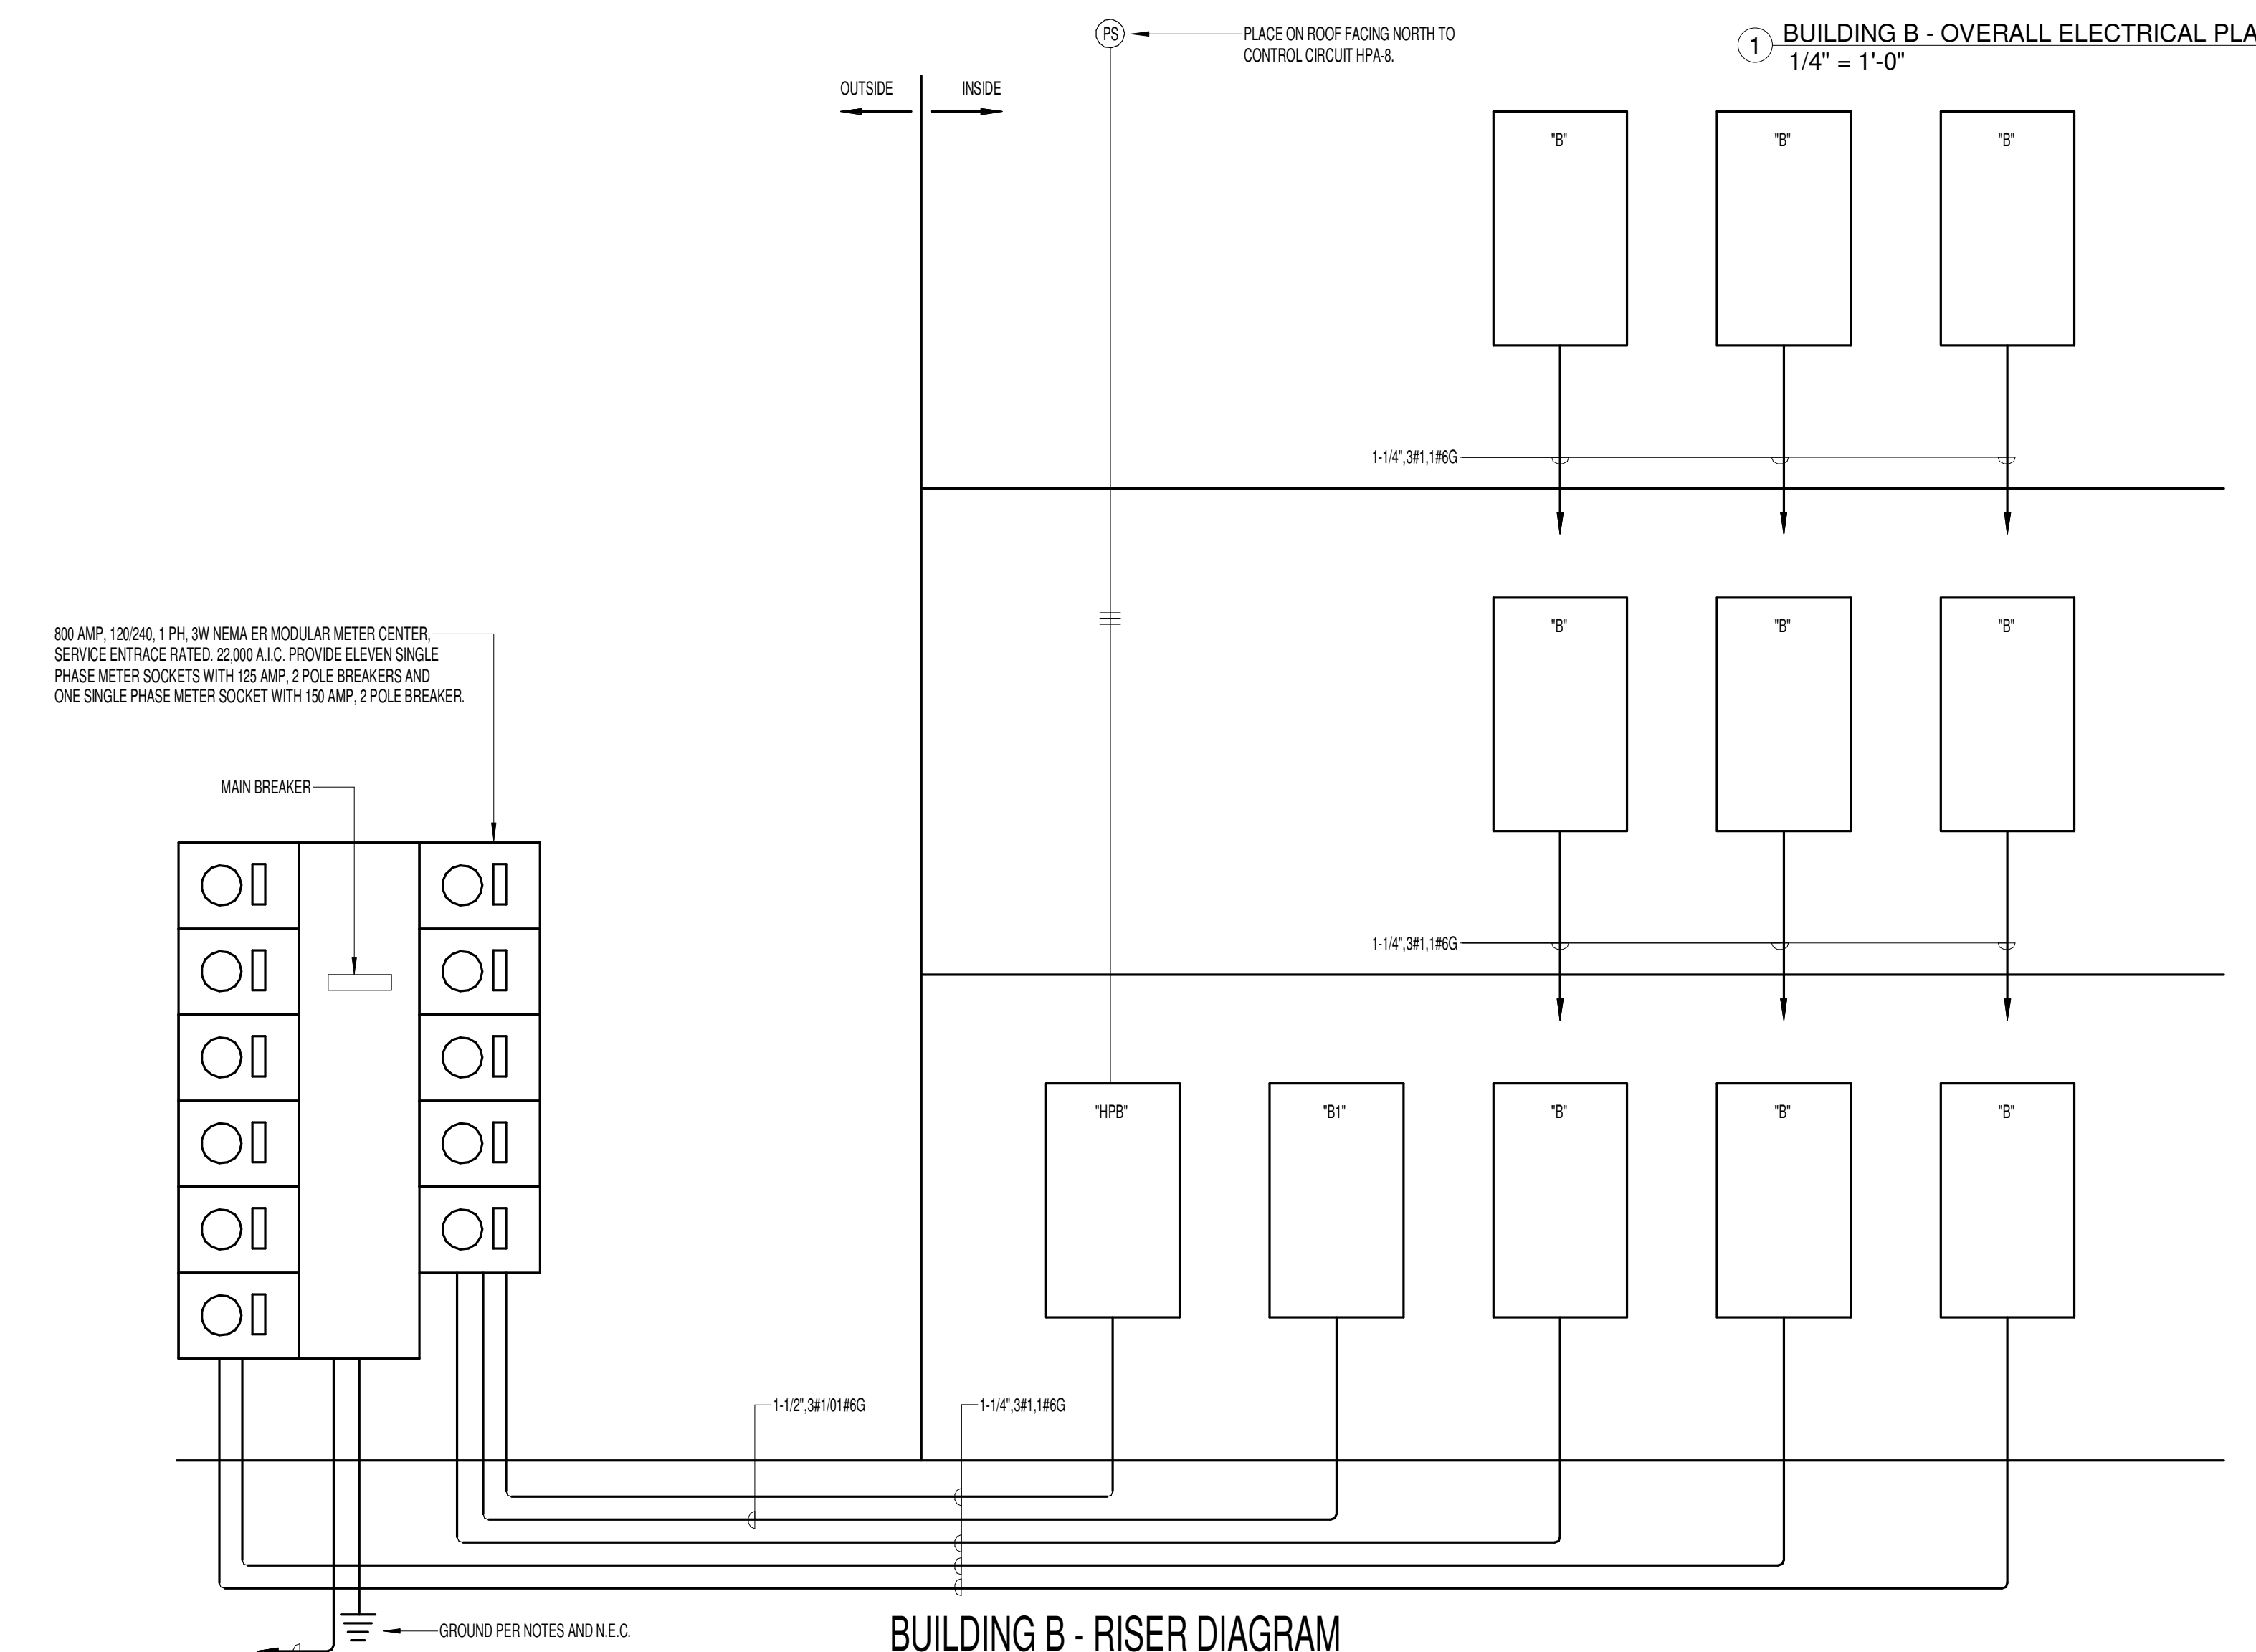 PS
PLACE ON ROOF FACING NORTH TO
CONTROL CIRCUIT HPA-8.
1
BUILDING B - OVERALL ELECTRICAL PLA
1/4" = 1'-0"
OUTSIDE
INSIDE
"B"
"B"
"B"
1-1/4",3#1,1#6G
800 AMP, 120/240, 1 PH, 3W NEMA ER MODULAR METER CENTER,
SERVICE ENTRACE RATED. 22,000 A.I.C. PROVIDE ELEVEN SINGLE
PHASE METER SOCKETS WITH 125 AMP, 2 POLE BREAKERS AND
ONE SINGLE PHASE METER SOCKET WITH 150 AMP, 2 POLE BREAKER.
"B"
"B"
"B"
MAIN BREAKER
1-1/4",3#1,1#6G
"HPB"
"B1"
"B"
"B"
"B"
1-1/2",3#1/01#6G
1-1/4",3#1,1#6G
GROUND PER NOTES AND N.E.C.
BUILDING B - RISER DIAGRAM